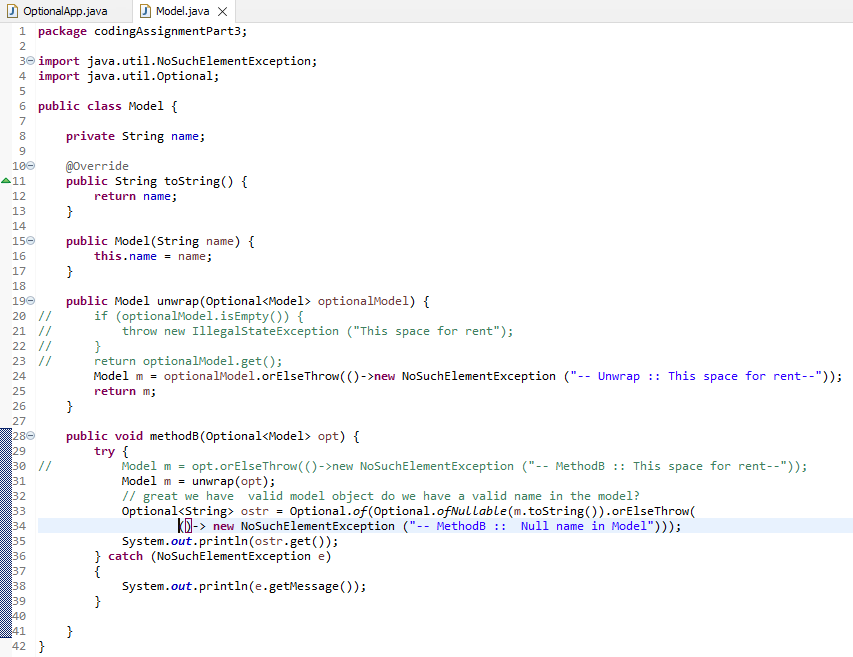 OptionalApp.java Model.java
1 package codingAssignmentPart3;
2
3 import java.util.NoSuchElementException;
4 import java.util.Optional;
5
6 public class Model {
7
8     private String name;
9
10     @Override
11     public String toString() {
12         return name;
13     }
14
15     public Model(String name) {
16         this.name = name;
17     }
18
19     public Model unwrap(Optional<Model> optionalModel) {
20 //      if (optionalModel.isEmpty()) {
21 //          throw new IllegalStateException ("This space for rent");
22 //      }
23 //      return optionalModel.get();
24         Model m = optionalModel.orElseThrow(()->new NoSuchElementException ("-- Unwrap :: This space for rent--"));
25         return m;
26     }
27
28     public void methodB(Optional<Model> opt) {
29         try {
30 //          Model m = opt.orElseThrow(()->new NoSuchElementException ("-- MethodB :: This space for rent--"));
31             Model m = unwrap(opt);
32             // great we have  valid model object do we have a valid name in the model?
33             Optional<String> ostr = Optional.of(Optional.ofNullable(m.toString()).orElseThrow(
34                     ()-> new NoSuchElementException ("-- MethodB ::  Null name in Model")));
35             System.out.println(ostr.get());
36         } catch (NoSuchElementException e)
37         {
38             System.out.println(e.getMessage());
39         }
40
41     }
42 }